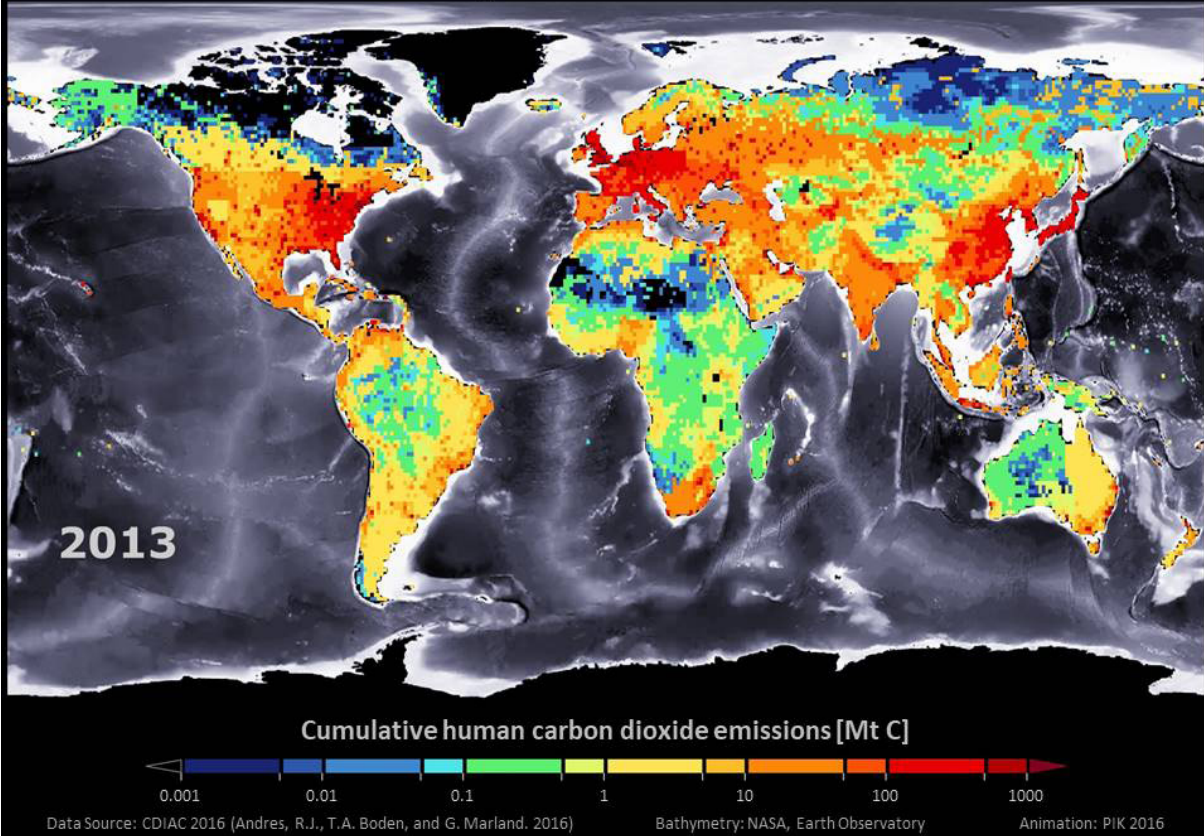 2013
Cumulative human carbon dioxide emissions [Mt C]
0.001 0.01 0.1 1 10 100 1000
Data Source: CDIAC 2016 (Andres, R.J., T.A. Boden, and G. Marland. 2016) Bathymetry: NASA, Earth Observatory Animation: PIK 2016